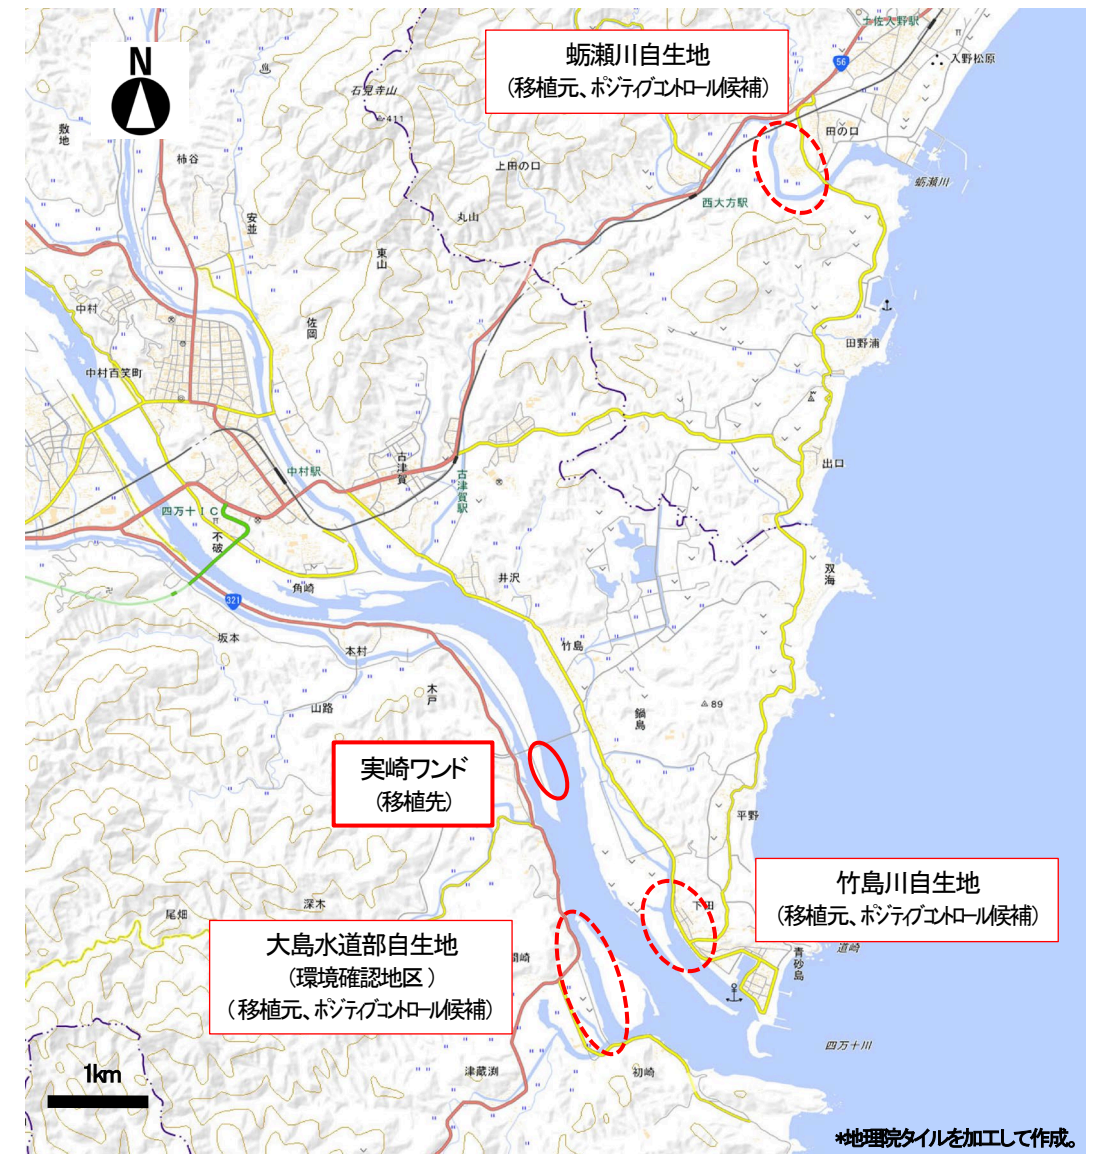 土佐入野駅
蛎瀬川自生地
(移植元、ポジティブコントロール候補)
入野松原
56
N
石見寺山
411
敷地
田の口
柿谷
上田の口
蛎瀬川
西大方駅
安並
丸山
東山
中村
佐岡
田野浦
中村百笑町
古津賀
出口
中村駅
古津賀駅
四万十IC
不破
双海
井沢
角崎
321
坂本
竹島
本村
木戸
山路
鍋島
89
実崎ワンド
(移植先)
平野
竹島川自生地
(移植元、ポジティブコントロール候補)
深木
下田
尾畑
大島水道部自生地
(環境確認地区)
(移植元、ポジティブコントロール候補)
間崎
道崎
青砂島
四万十川
1km
津蔵渕
初崎
*地理院タイルを加工して作成。